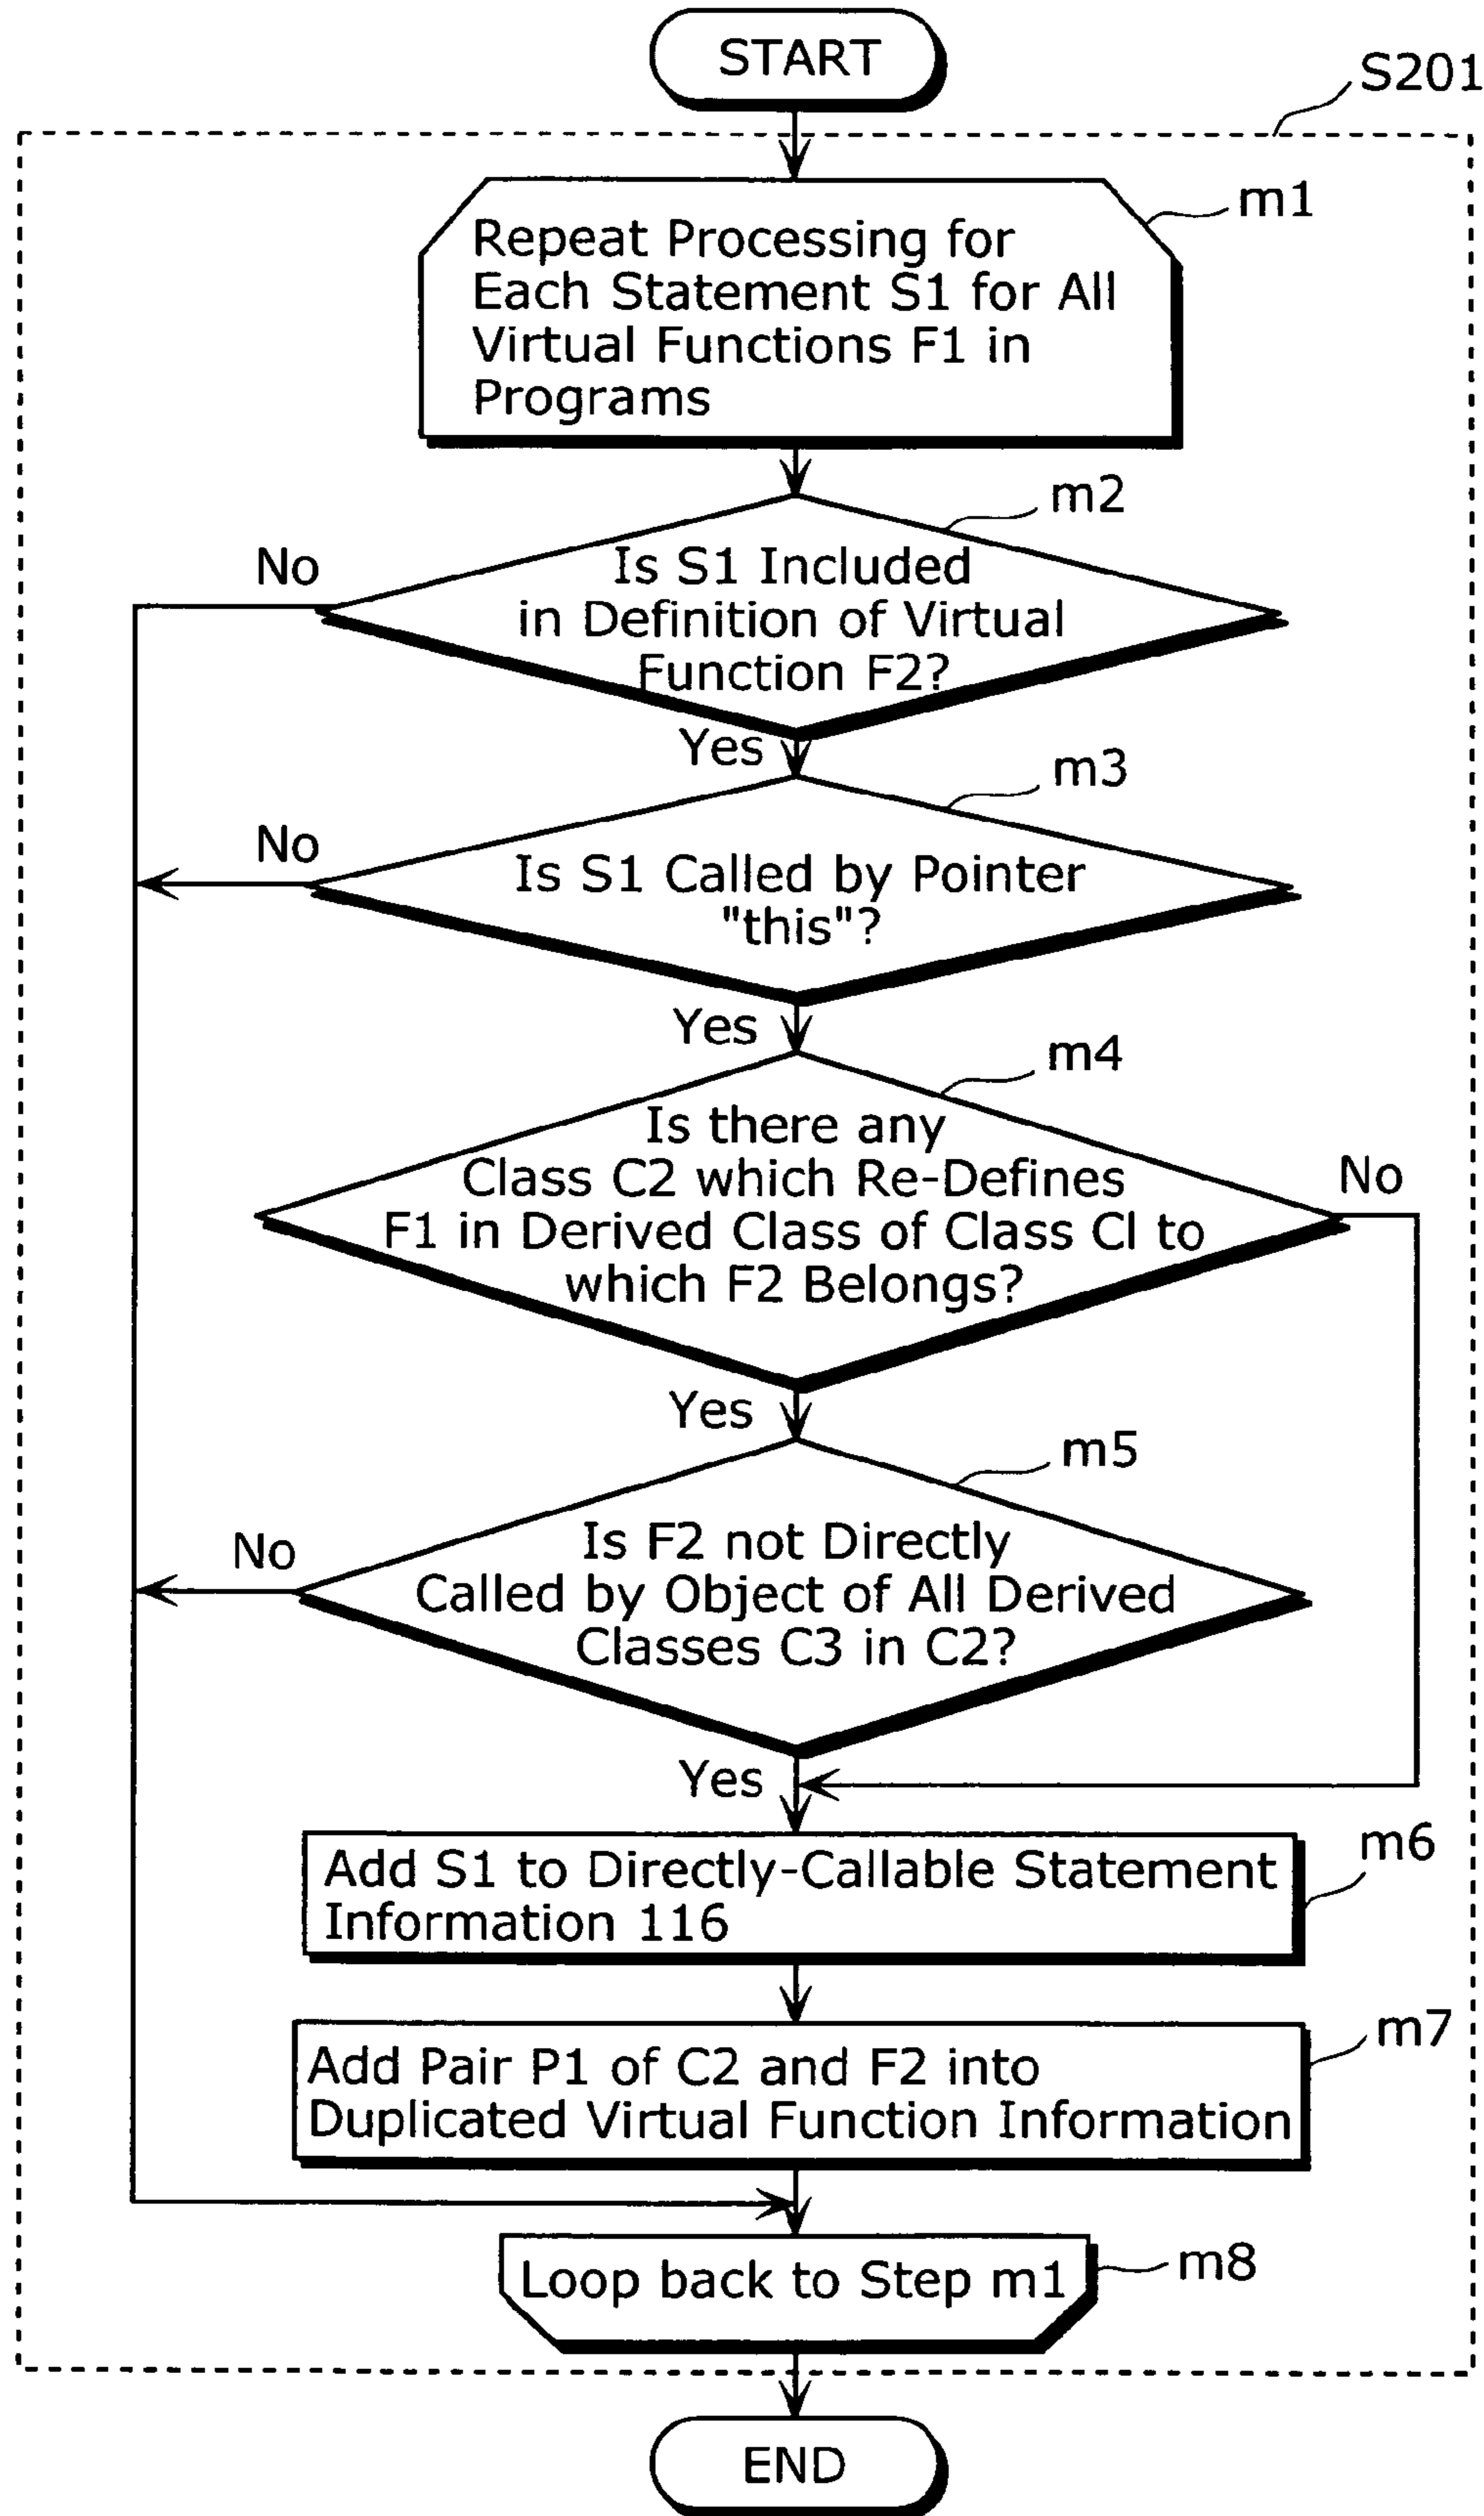 START
S201
m1
Repeat Processing for
Each Statement S1 for All
Virtual Functions F1 in
Programs
m2
No
Is S1 Included
in Definition of Virtual
Function F2?
Yes
m3
No
Is S1 Called by Pointer
"this"?
Yes
m4
Is there any
Class C2 which Re-Defines
No
F1 in Derived Class of Class Cl to
which F2 Belongs?
Yes
m5
No
Is F2 not Directly
Called by Object of All Derived
Classes C3 in C2?
Yes
m6
Add S1 to Directly-Callable Statement
Information 116
m7
Add Pair P1 of C2 and F2 into
Duplicated Virtual Function Information
Loop back to Step m1
m8
END